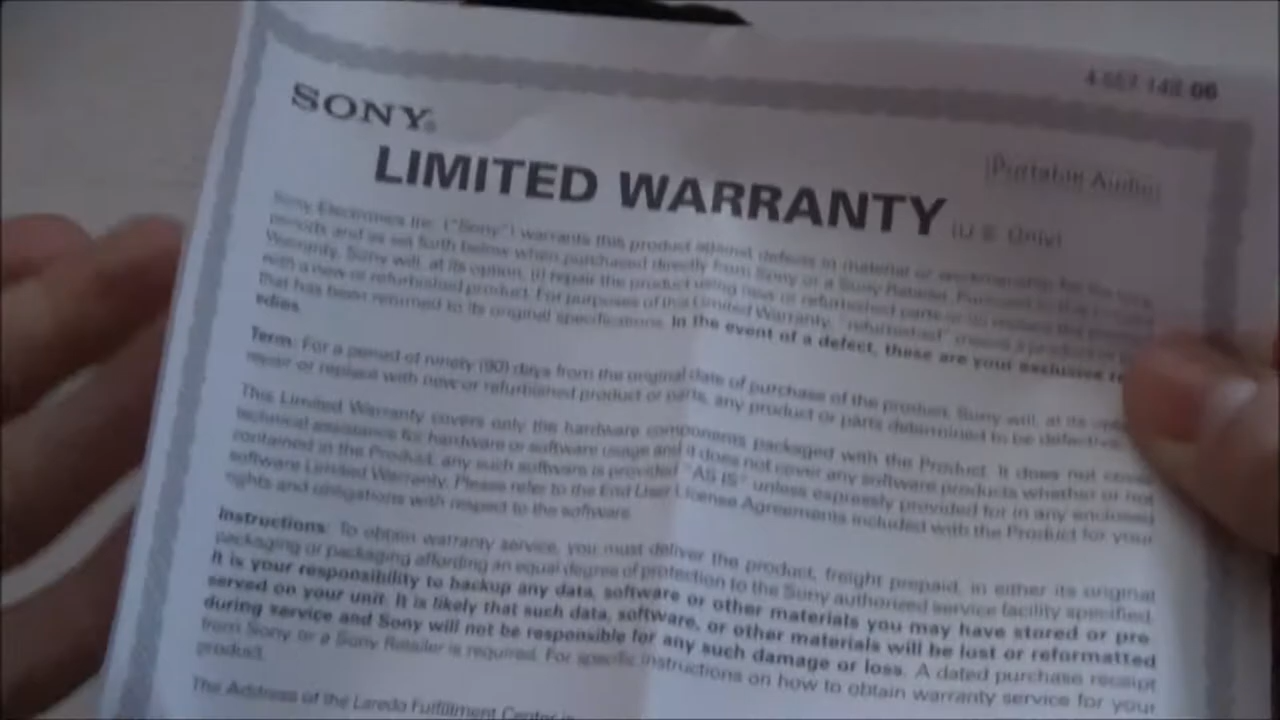 SONY®
LIMITED WARRANTY (U.S. Only)
Portable Audio
Sony Electronics Inc. ("Sony") warrants this product against defects in material or workmanship for the time
periods and as set forth below when purchased directly from Sony or a Sony Retailer. Pursuant to this Limited
Warranty, Sony will, at its option, (i) repair the product using new or refurbished parts or (ii) replace the product
with a new or refurbished product. For purposes of this Limited Warranty, "refurbished" means a product or
that has been returned to its original specifications. In the event of a defect, these are your exclusive
edies.
Term: For a period of ninety (90) days from the original date of purchase of the product, Sony will, at its
repair or replace with new or refurbished product or parts, any product or parts determined to be defective.
This Limited Warranty covers only the hardware components packaged with the Product. It does not cover
technical assistance for hardware or software usage and it does not cover any software products whether or not
contained in the Product; any such software is provided "AS IS" unless expressly provided for in any enclosed
software Limited Warranty. Please refer to the End User License Agreements included with the Product for your
rights and obligations with respect to the software.
Instructions: To obtain warranty service, you must deliver the product, freight prepaid, in either its original
packaging or packaging affording an equal degree of protection to the Sony authorized service facility specified.
It is your responsibility to backup any data, software or other materials you may have stored or pre-
served on your unit. It is likely that such data, software, or other materials will be lost or reformatted
during service and Sony will not be responsible for any such damage or loss. A dated purchase receipt
from Sony or a Sony Retailer is required. For specific instructions on how to obtain warranty service for your
product.
The Address of the Laredo Fulfillment Center is